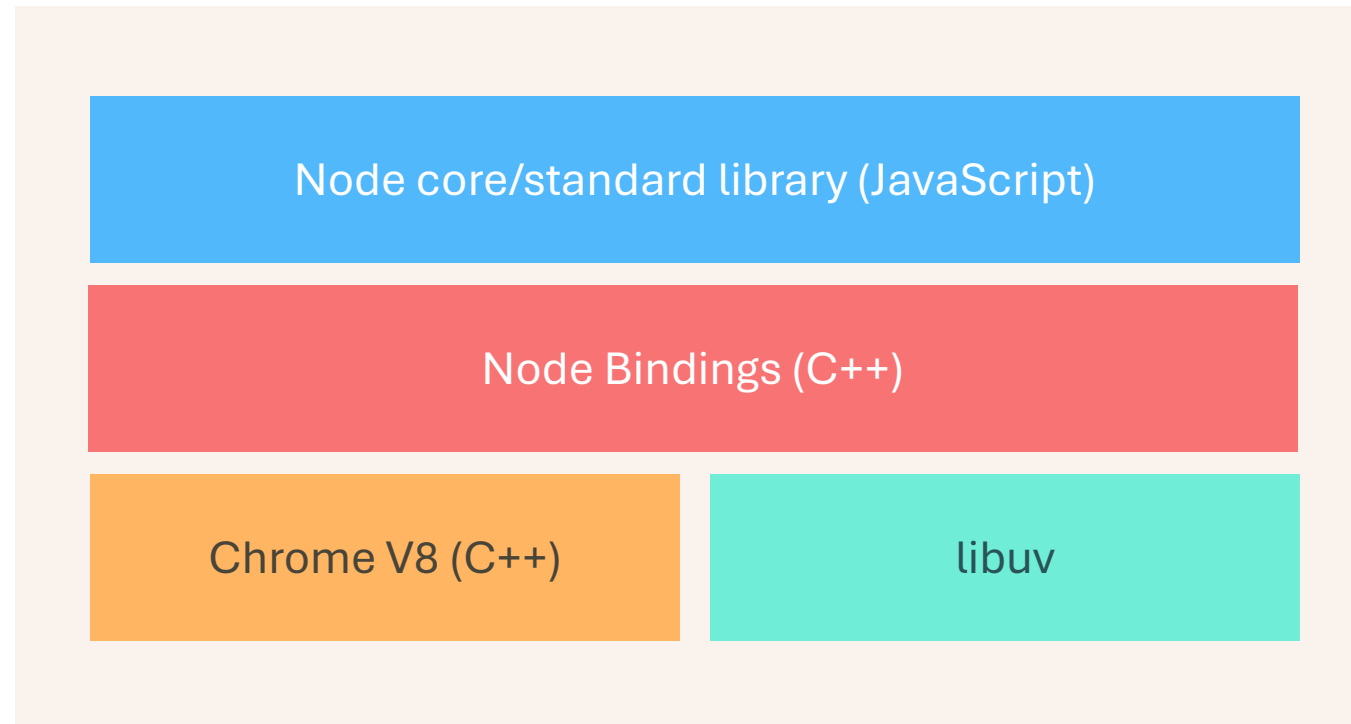 Node core/standard library (JavaScript)
Node Bindings (C++)
Chrome V8 (C++)
libuv